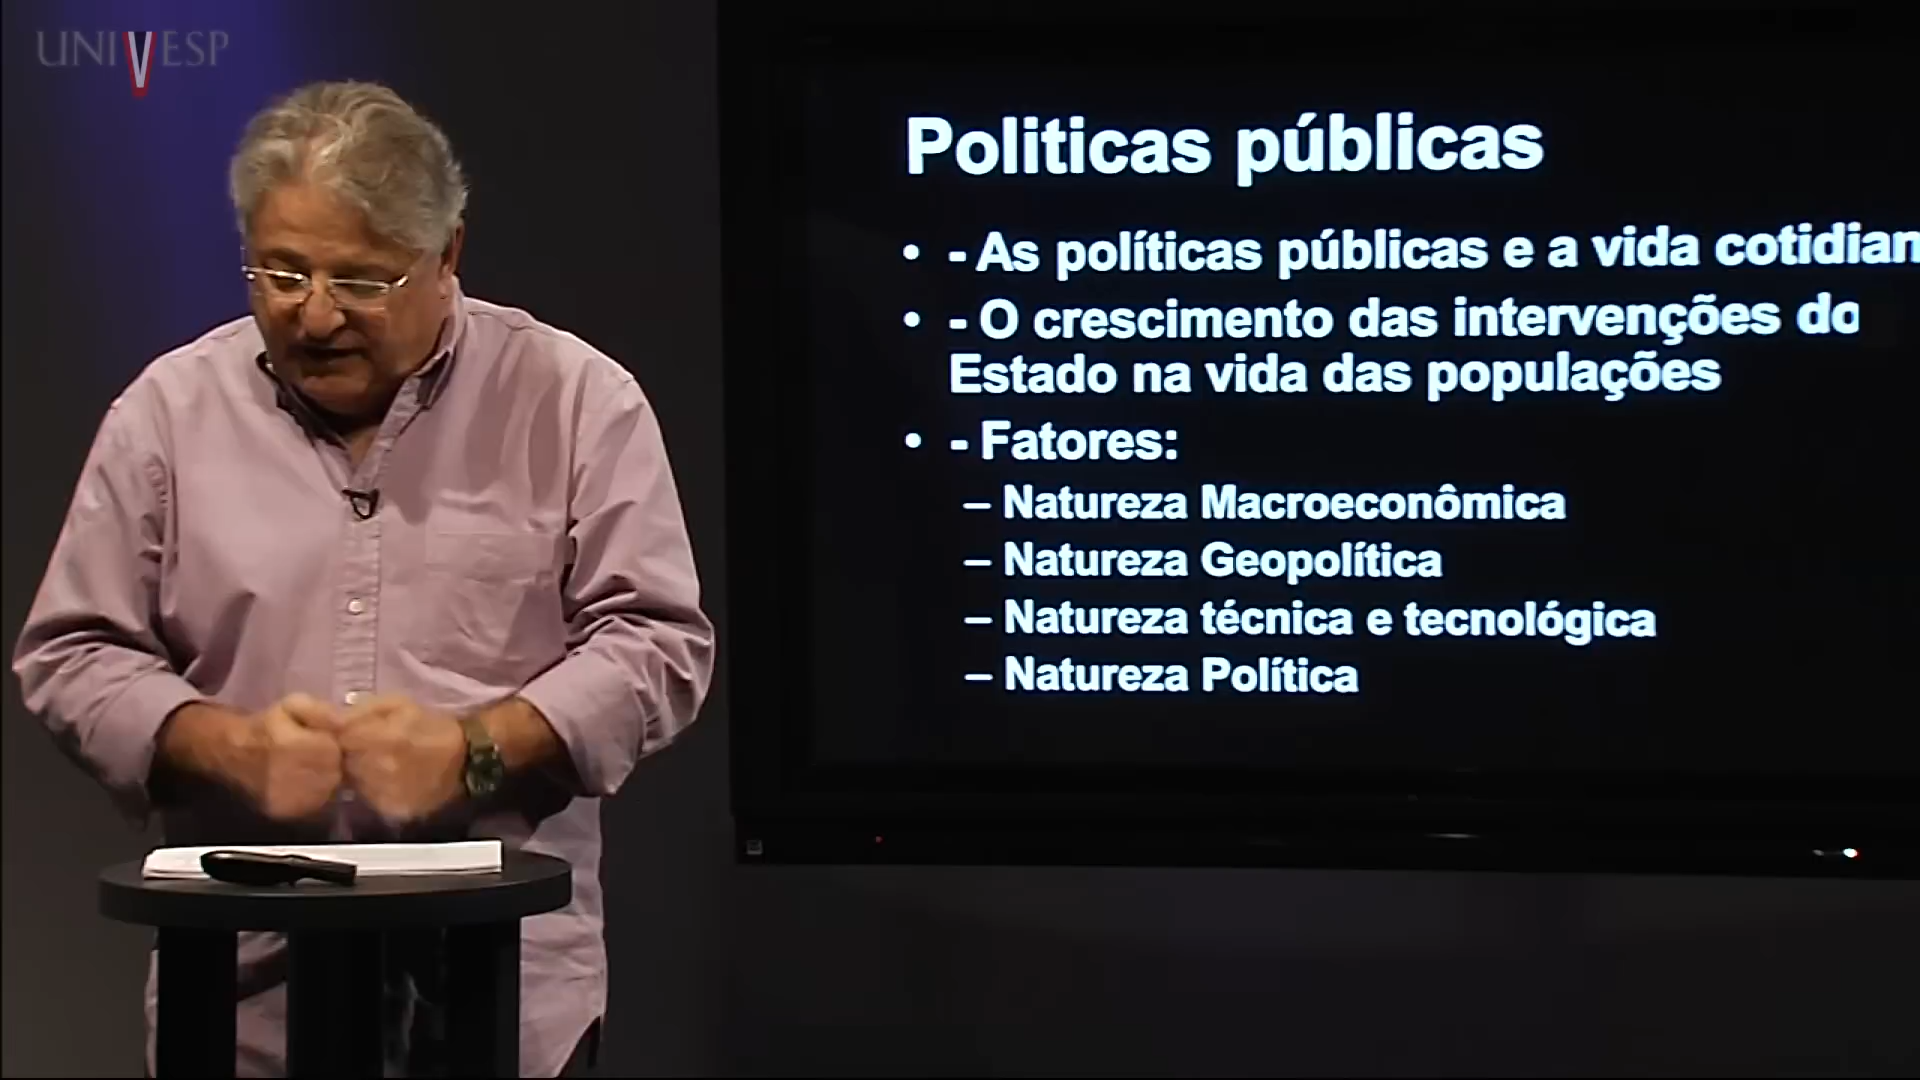 UNIVESP
Politicas públicas
• - As políticas públicas e a vida cotidian
• - O crescimento das intervenções do
Estado na vida das populações
• - Fatores:
– Natureza Macroeconômica
– Natureza Geopolítica
– Natureza técnica e tecnológica
– Natureza Política